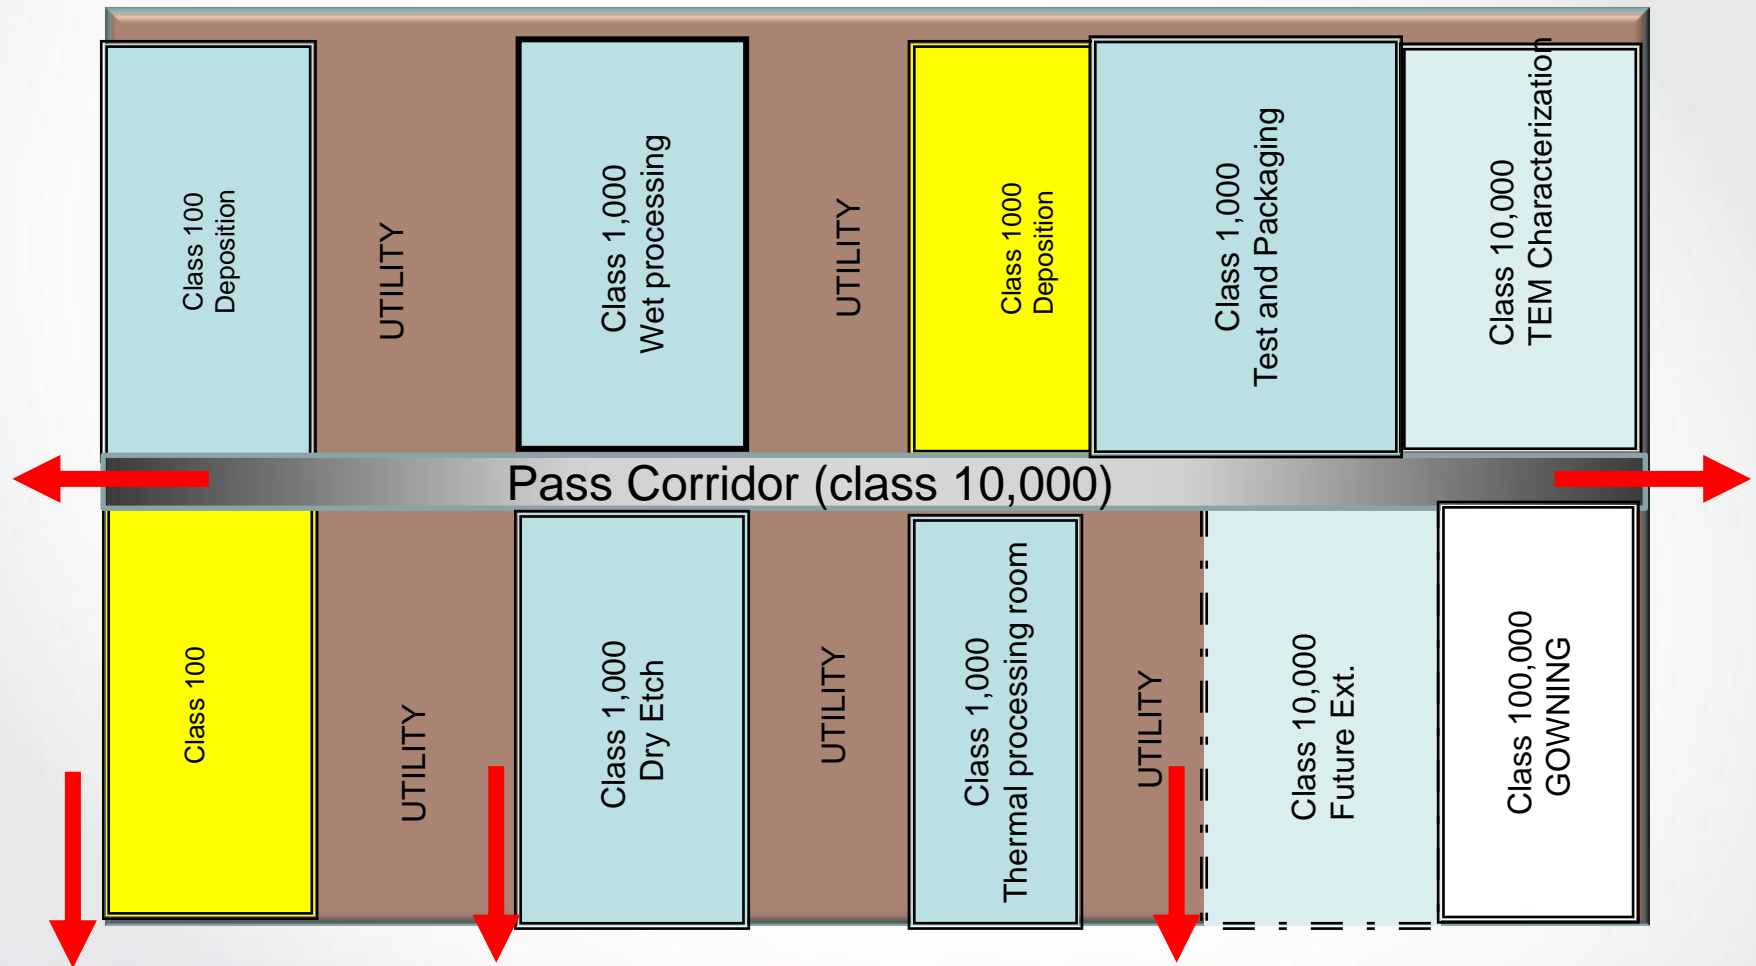 Class 100
Deposition
UTILITY
Class 1,000
Wet processing
UTILITY
Class 1000
Deposition
Class 1,000
Test and Packaging
Class 10,000
TEM Characterization
Pass Corridor (class 10,000)
Class 100
UTILITY
Class 1,000
Dry Etch
UTILITY
Class 1,000
Thermal processing room
UTILITY
Class 10,000
Future Ext.
Class 100,000
GOWNING